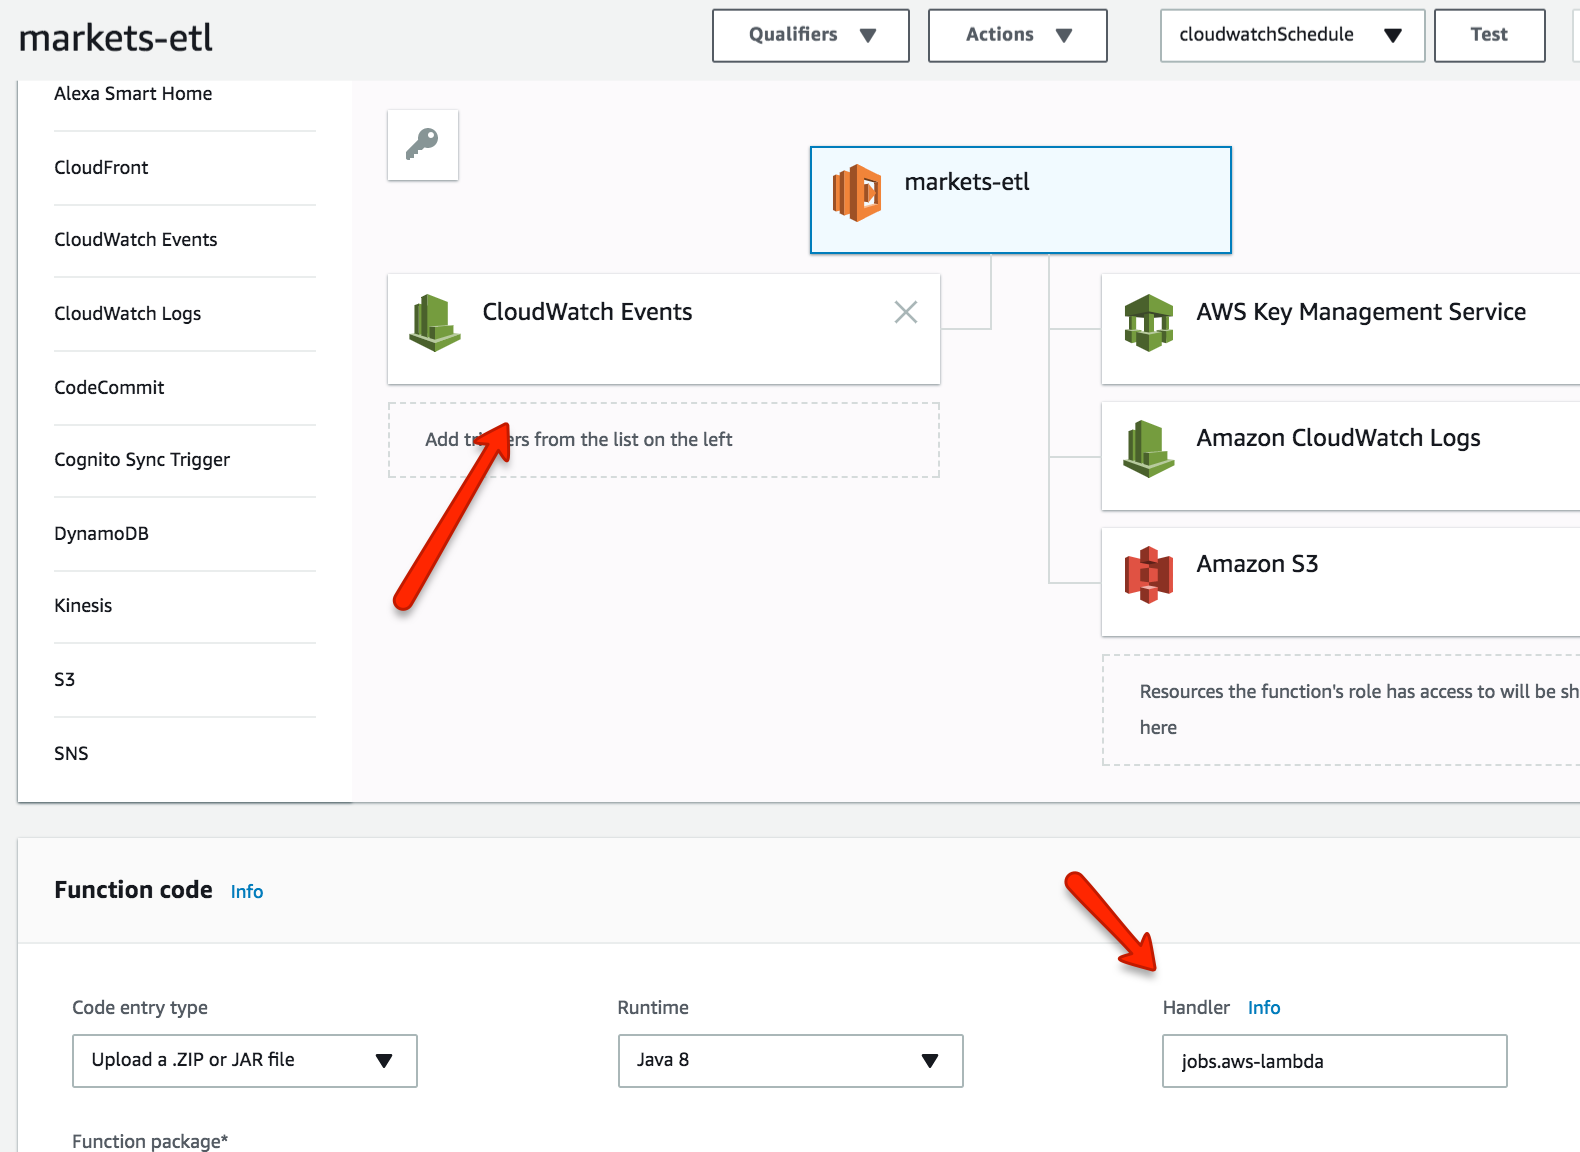 markets-etl
Qualifiers
Actions
cloudwatchSchedule
Test
Alexa Smart Home
CloudFront
CloudWatch Events
CloudWatch Logs
CodeCommit
Cognito Sync Trigger
DynamoDB
Kinesis
S3
SNS
markets-etl
CloudWatch Events
Add triggers from the list on the left
AWS Key Management Service
Amazon CloudWatch Logs
Amazon S3
Resources the function's role has access to will be sh
here
Function code Info
Code entry type
Upload a .ZIP or JAR file
Runtime
Java 8
Handler Info
jobs.aws-lambda
Function package*